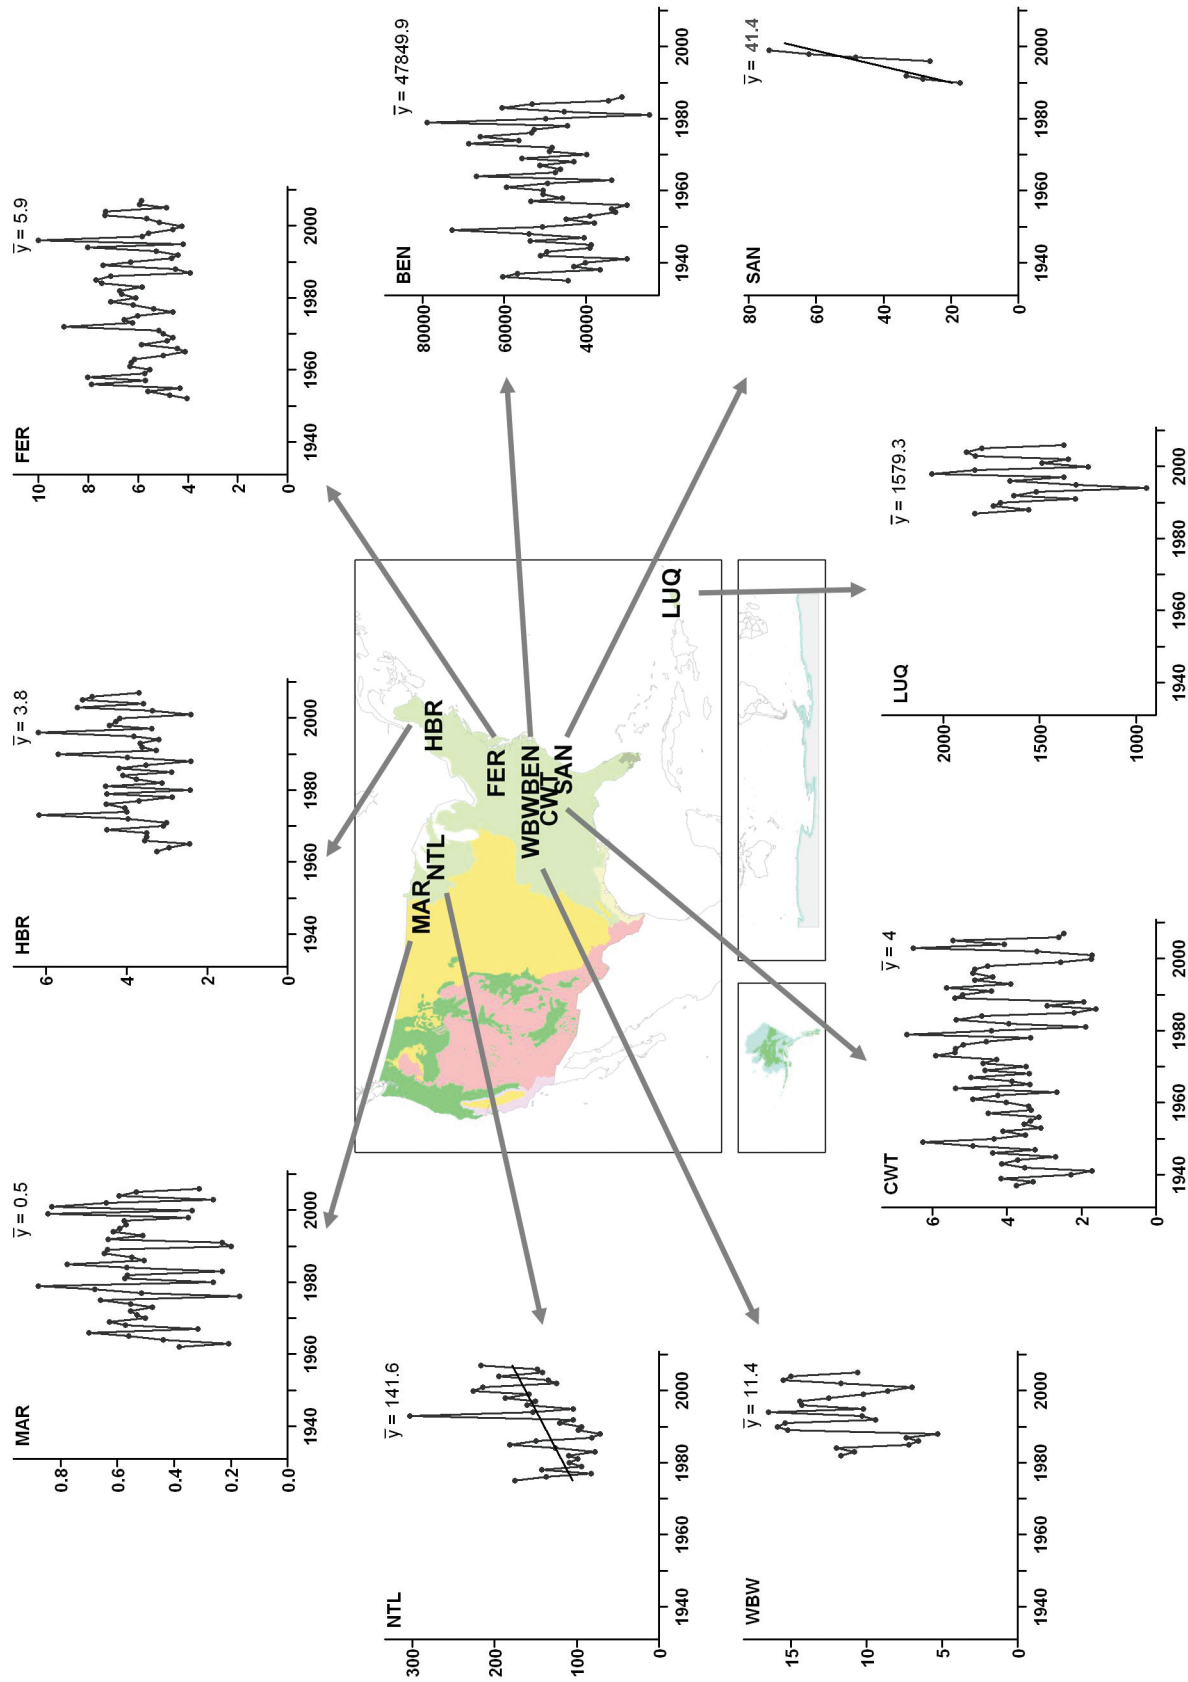 MAR
y̅ = 0.5
0.8
0.6
0.4
0.2
0.0
1940 1960 1980 2000
HBR
y̅ = 3.8
6
4
2
0
1940 1960 1980 2000
FER
y̅ = 5.9
10
8
6
4
2
0
1940 1960 1980 2000
NTL
y̅ = 141.6
300
200
100
0
1940 1960 1980 2000
MAR
NTL
HBR
FER
WBW
BEN
CWT
SAN
LUQ
BEN
y̅ = 47849.9
80000
60000
40000
1940 1960 1980 2000
WBW
y̅ = 11.4
15
10
5
0
1940 1960 1980 2000
SAN
y̅ = 41.4
80
60
40
20
0
1940 1960 1980 2000
CWT
y̅ = 4
6
4
2
0
1940 1960 1980 2000
LUQ
y̅ = 1579.3
2000
1500
1000
1940 1960 1980 2000